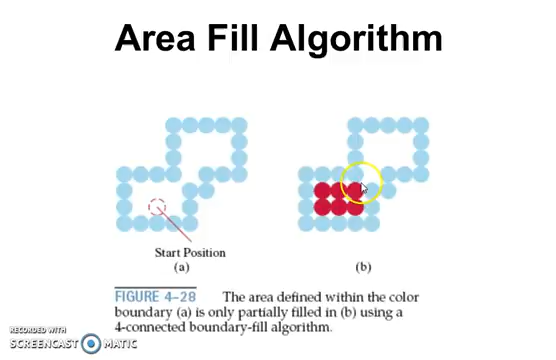 Area Fill Algorithm
Start Position
(a)
(b)
FIGURE 4–28 The area defined within the color
boundary (a) is only partially filled in (b) using a
4-connected boundary-fill algorithm.
RECORDED WITH
SCREENCAST MATIC